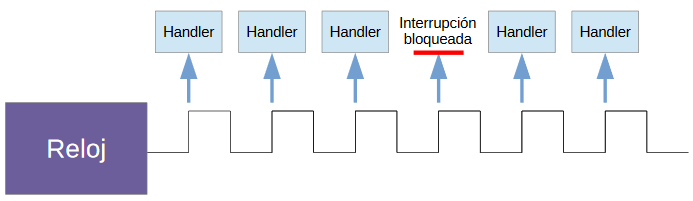 Handler
Handler
Handler
Interrupción
bloqueada
Handler
Handler
Reloj